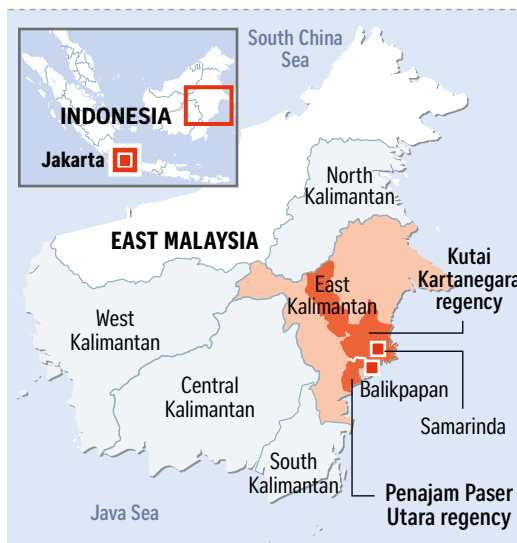 South China
Sea
INDONESIA
Jakarta
North
Kalimantan
EAST MALAYSIA
Kutai
Kartanegara
regency
East
Kalimantan
West
Kalimantan
Central
Kalimantan
Balikpapan
Samarinda
South
Kalimantan
Penajam Paser
Utara regency
Java Sea